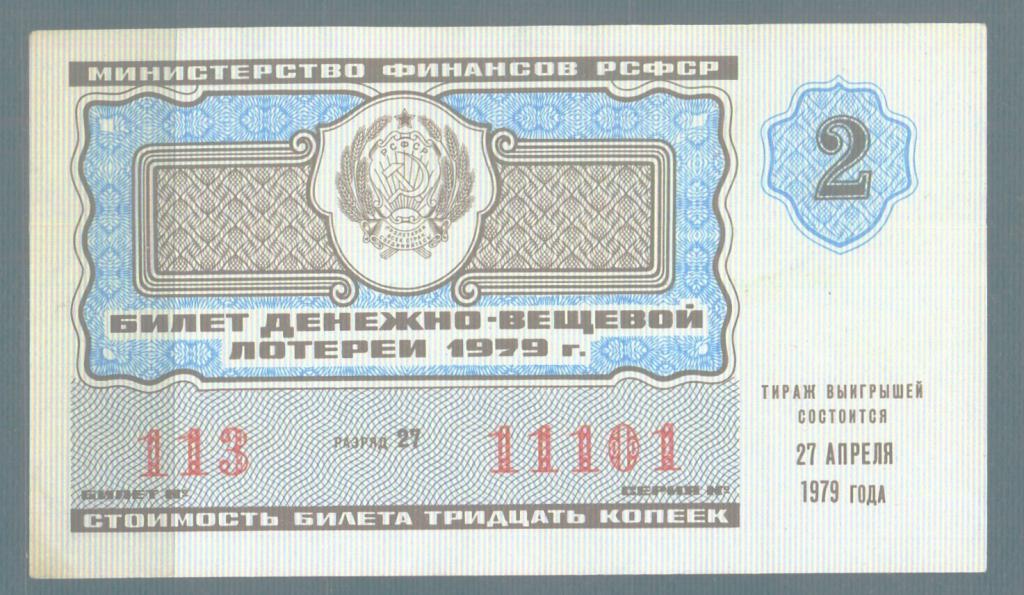 МИНИСТЕРСТВО ФИНАНСОВ РСФСР
РСФСР
2
БИЛЕТ ДЕНЕЖНО-ВЕЩЕВОЙ
ЛОТЕРЕИ 1979 г.
ТИРАЖ ВЫИГРЫШЕЙ
СОСТОИТСЯ
27 АПРЕЛЯ
1979 ГОДА
113 РАЗРЯД 27 11101
БИЛЕТ № СЕРИЯ №
СТОИМОСТЬ БИЛЕТА ТРИДЦАТЬ КОПЕЕК